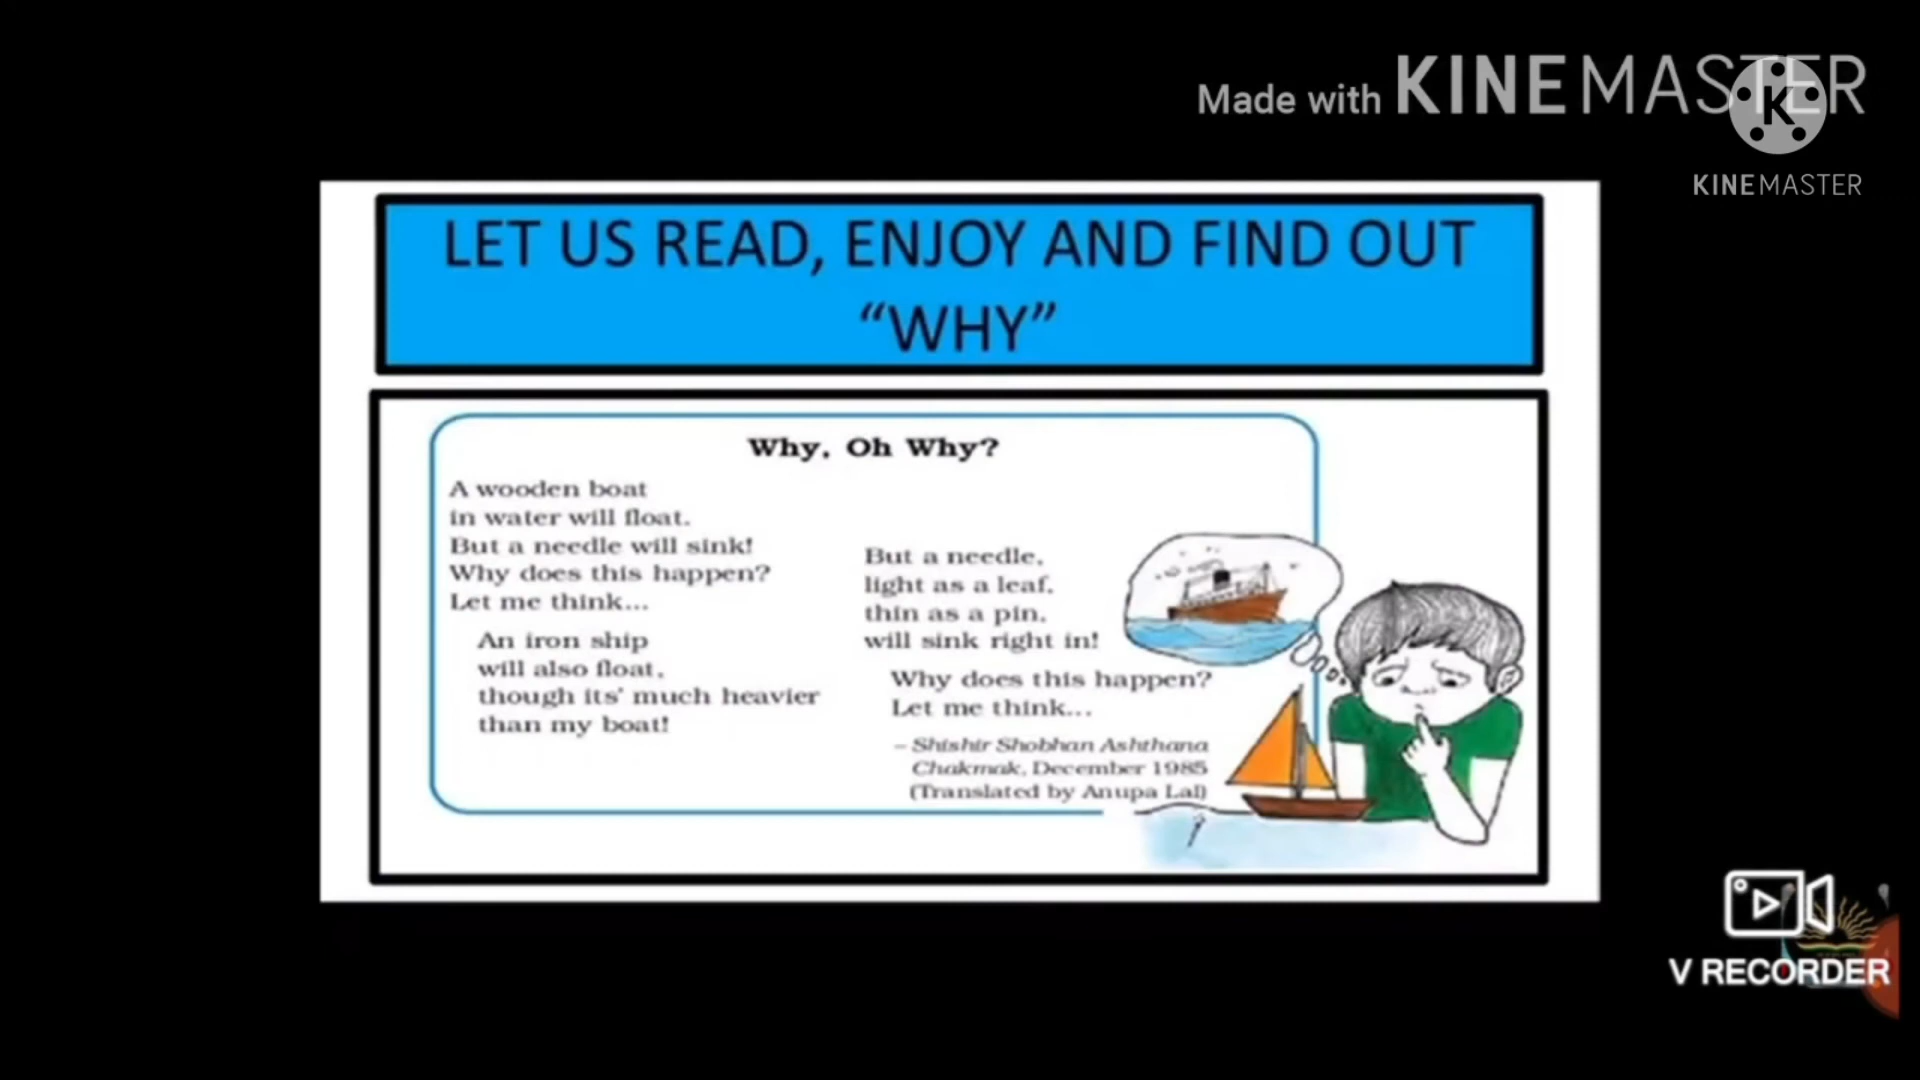 Made with KINEMASTER
K
KINEMASTER
LET US READ, ENJOY AND FIND OUT
“WHY”
Why, Oh Why?
A wooden boat
in water will float.
But a needle will sink!
Why does this happen?
Let me think...
An iron ship
will also float,
though its' much heavier
than my boat!
But a needle,
light as a leaf,
thin as a pin,
will sink right in!
Why does this happen?
Let me think...
– Shishir Shobhan Ashthana
Chakmak, December 1985
(Translated by Anupa Lal)
V RECORDER